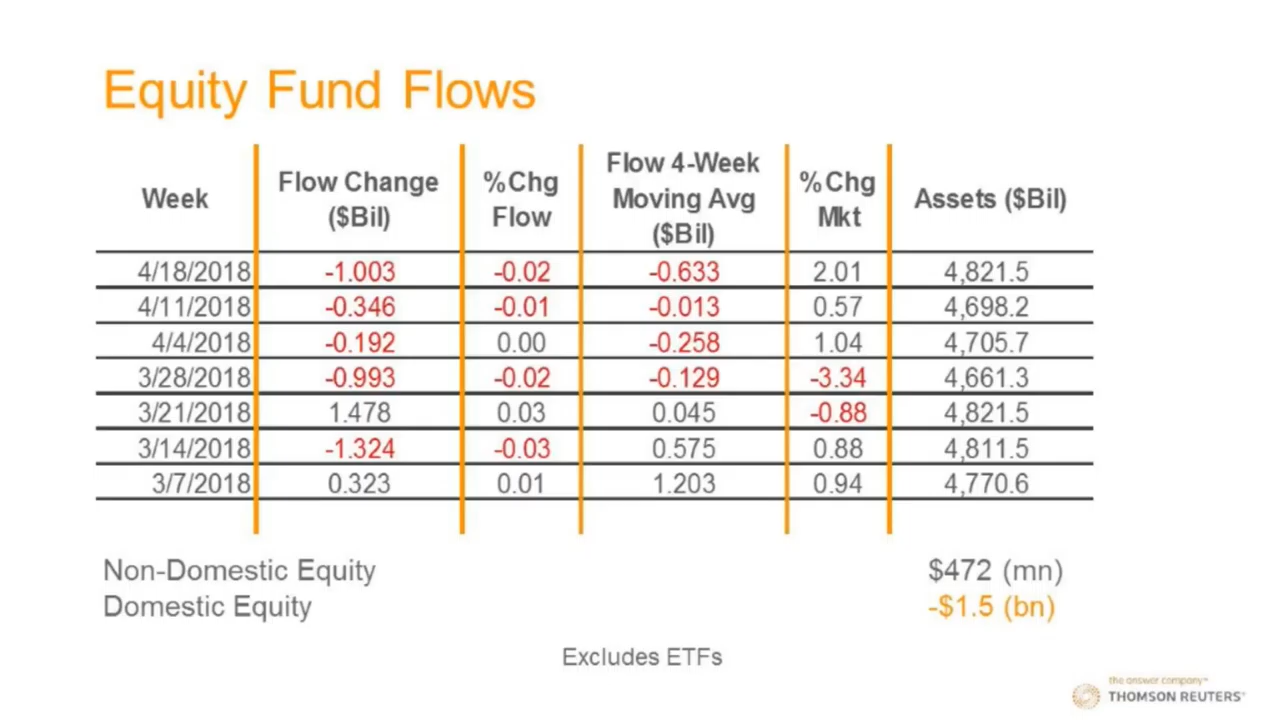 Equity Fund Flows
Week Flow Change ($Bil) %Chg Flow Flow 4-Week Moving Avg ($Bil) %Chg Mkt Assets ($Bil)
4/18/2018 -1.003 -0.02 -0.633 2.01 4,821.5
4/11/2018 -0.346 -0.01 -0.013 0.57 4,698.2
4/4/2018 -0.192 0.00 -0.258 1.04 4,705.7
3/28/2018 -0.993 -0.02 -0.129 -3.34 4,661.3
3/21/2018 1.478 0.03 0.045 -0.88 4,821.5
3/14/2018 -1.324 -0.03 0.575 0.88 4,811.5
3/7/2018 0.323 0.01 1.203 0.94 4,770.6
Non-Domestic Equity $472 (mn)
Domestic Equity -$1.5 (bn)
Excludes ETFs
the answer company™
THOMSON REUTERS®